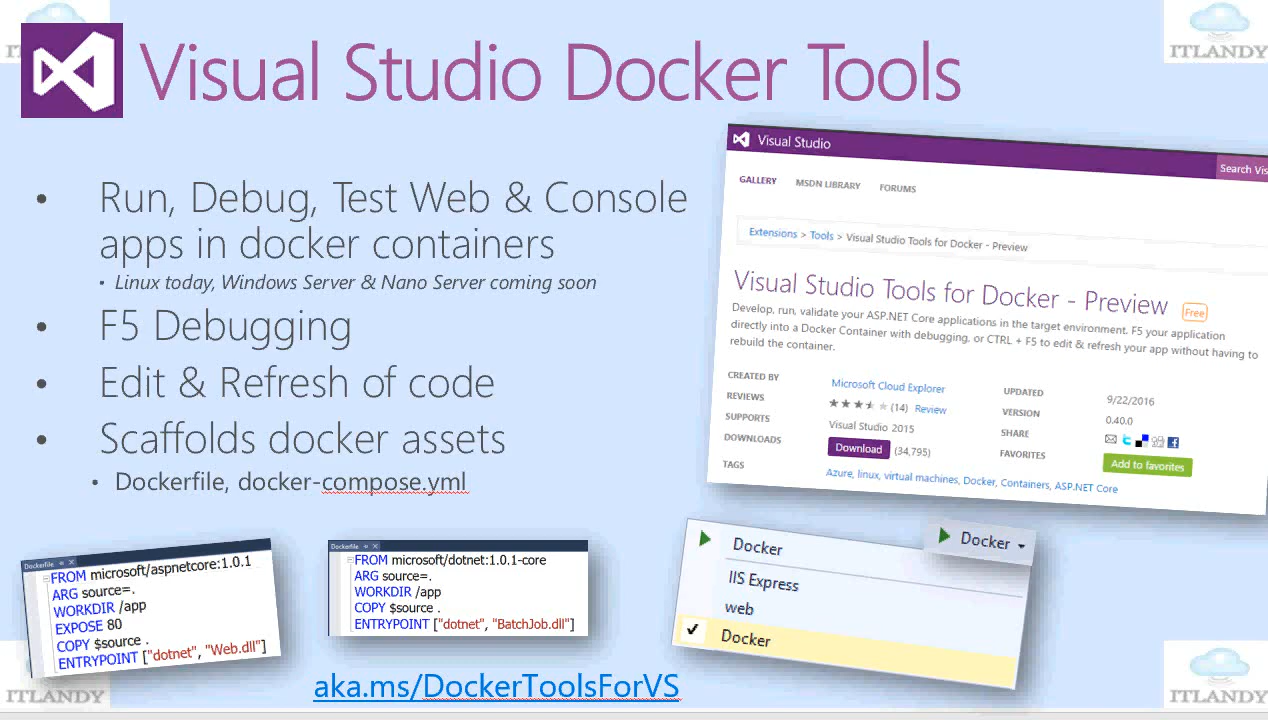 ITLANDY
Visual Studio Docker Tools
• Run, Debug, Test Web & Console
apps in docker containers
• Linux today, Windows Server & Nano Server coming soon
• F5 Debugging
• Edit & Refresh of code
• Scaffolds docker assets
• Dockerfile, docker-compose.yml
Visual Studio
Search Vis
GALLERY MSDN LIBRARY FORUMS
Extensions > Tools > Visual Studio Tools for Docker - Preview
Visual Studio Tools for Docker - Preview Free
Develop, run, validate your ASP.NET Core applications in the target environment. F5 your application
directly into a Docker Container with debugging, or CTRL + F5 to edit & refresh your app without having to
rebuild the container.
CREATED BY Microsoft Cloud Explorer
REVIEWS (14) Review
SUPPORTS Visual Studio 2015
DOWNLOADS Download (34,795)
TAGS Azure, linux, virtual machines, Docker, Containers, ASP.NET Core
UPDATED 9/22/2016
VERSION 0.40.0
SHARE
FAVORITES Add to favorites
Dockerfile
FROM microsoft/aspnetcore:1.0.1
ARG source=.
WORKDIR /app
EXPOSE 80
COPY $source .
ENTRYPOINT ["dotnet", "Web.dll"]
Dockerfile
FROM microsoft/dotnet:1.0.1-core
ARG source=.
WORKDIR /app
COPY $source .
ENTRYPOINT ["dotnet", "BatchJob.dll"]
Docker
Docker
IIS Express
web
Docker
aka.ms/DockerToolsForVS
ITLANDY
ITLANDY